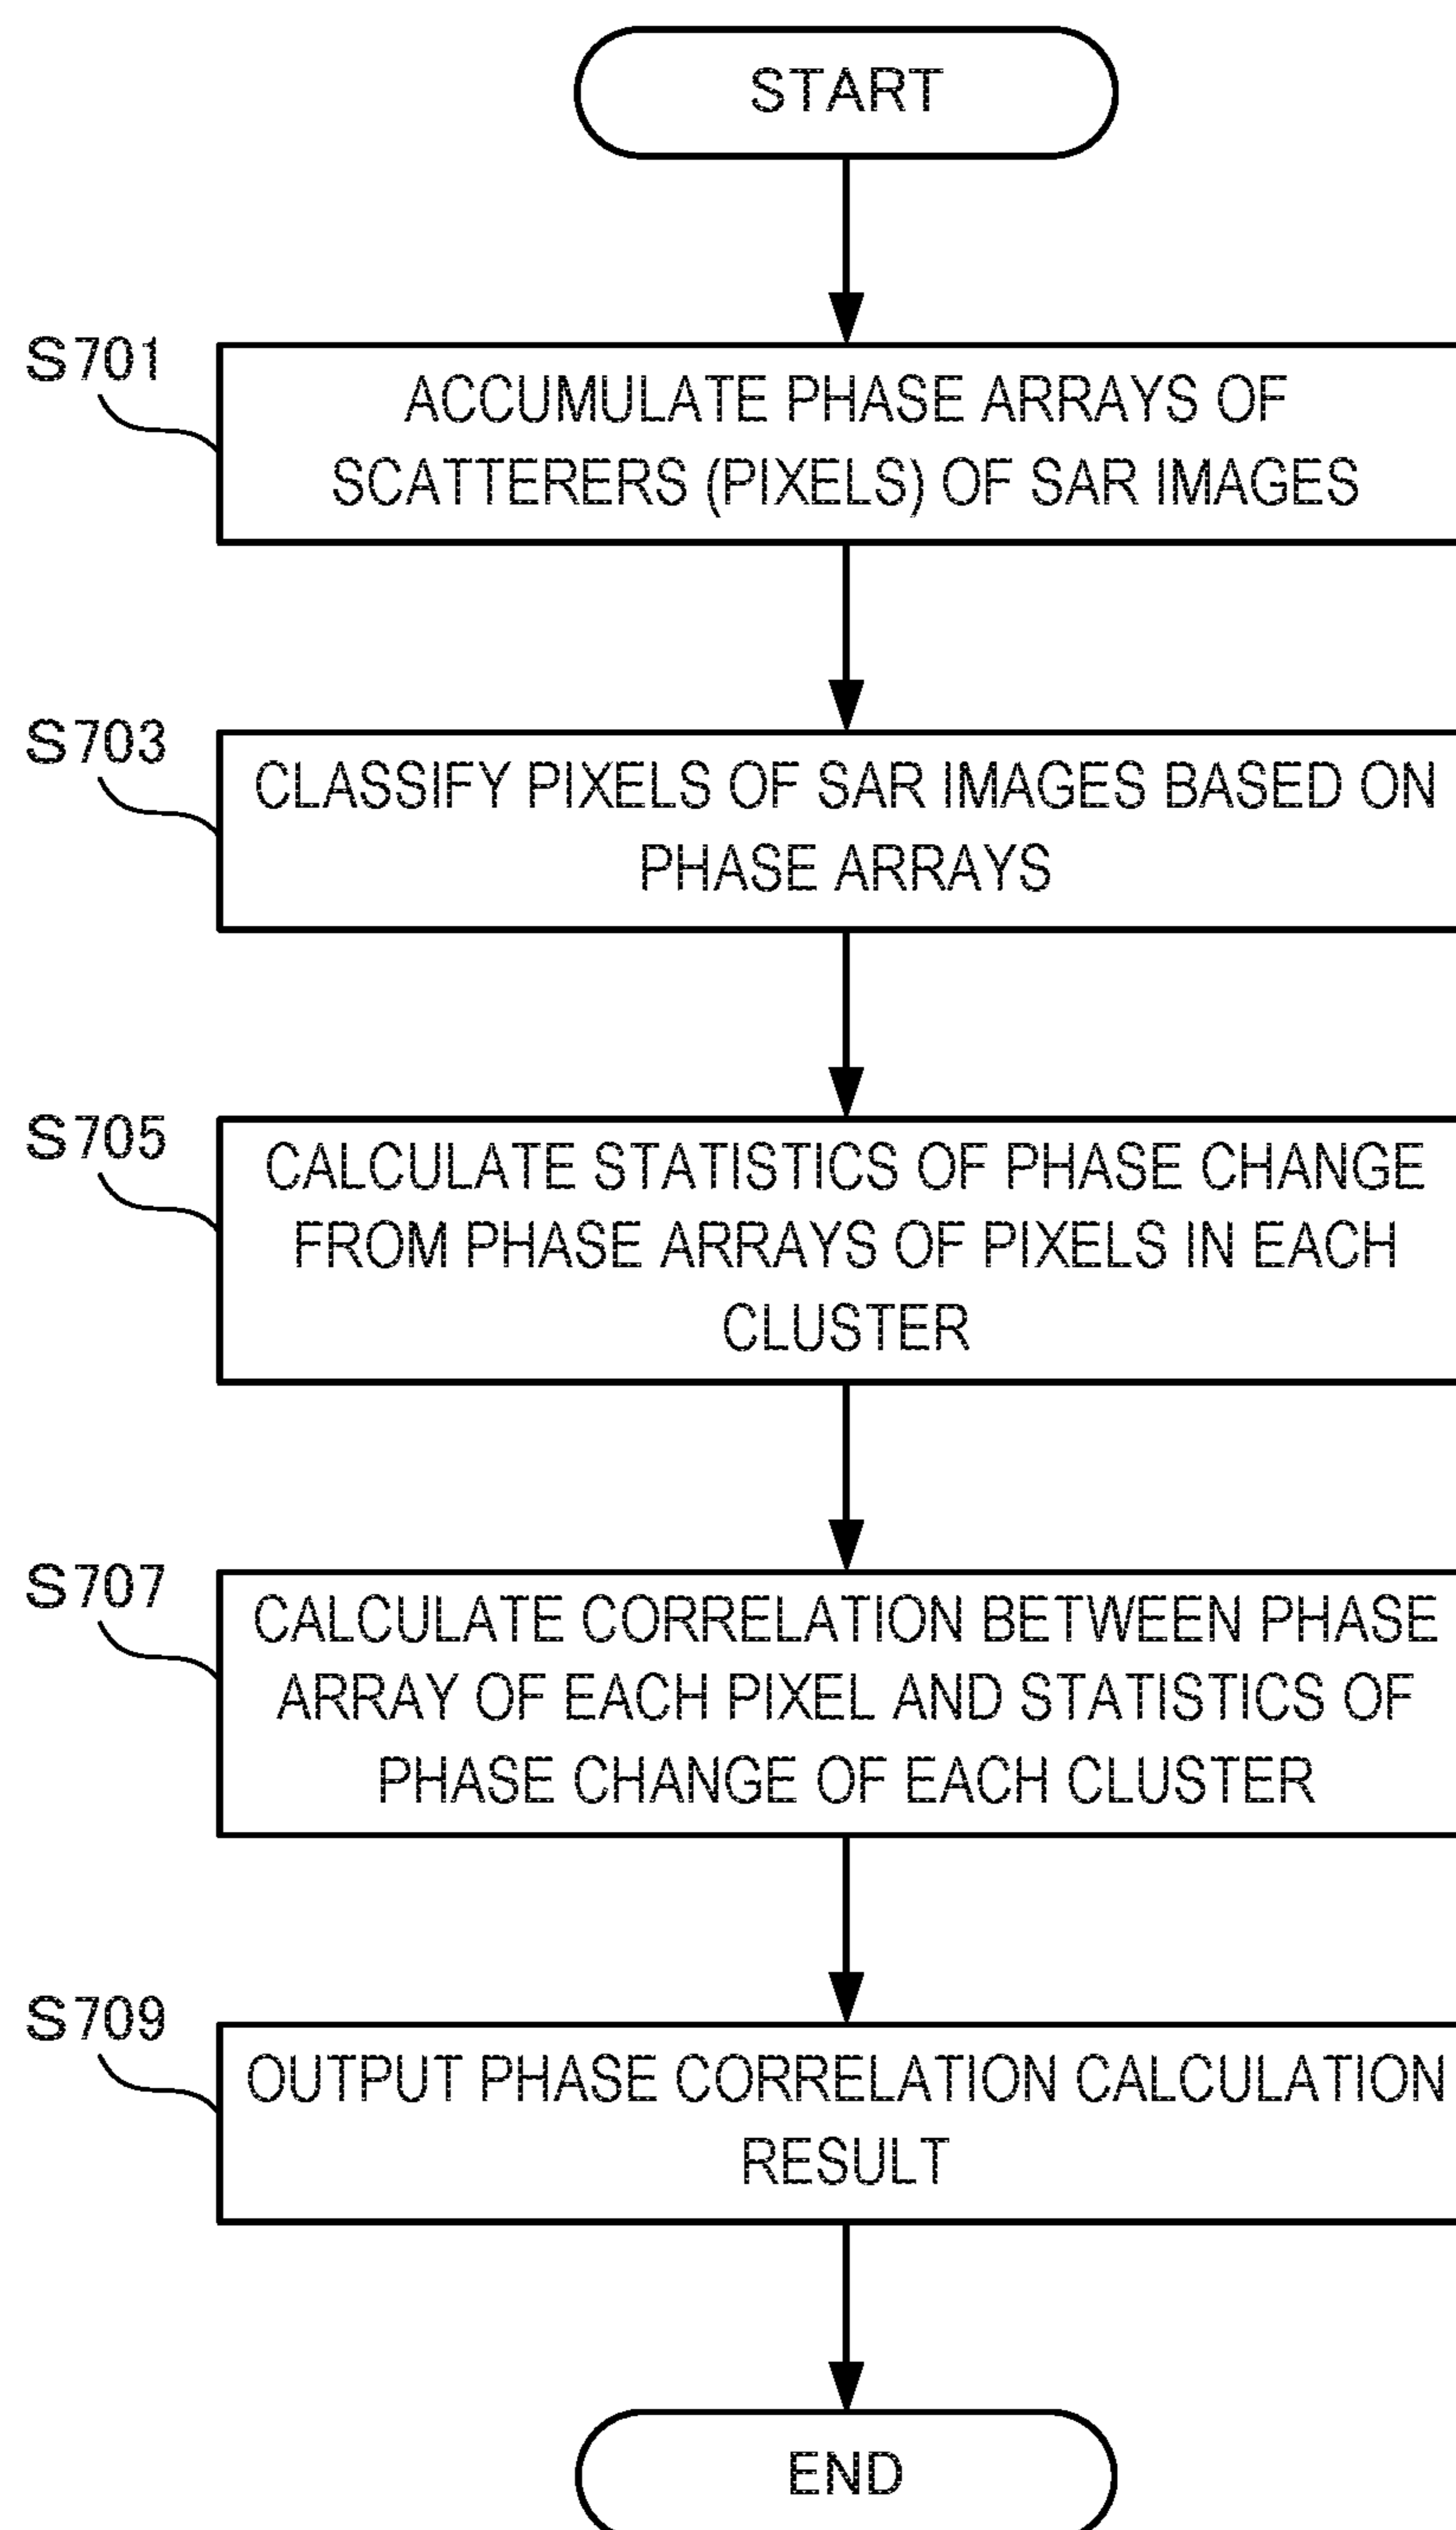 START
S701
ACCUMULATE PHASE ARRAYS OF
SCATTERERS (PIXELS) OF SAR IMAGES
S703
CLASSIFY PIXELS OF SAR IMAGES BASED ON
PHASE ARRAYS
S705
CALCULATE STATISTICS OF PHASE CHANGE
FROM PHASE ARRAYS OF PIXELS IN EACH
CLUSTER
S707
CALCULATE CORRELATION BETWEEN PHASE
ARRAY OF EACH PIXEL AND STATISTICS OF
PHASE CHANGE OF EACH CLUSTER
S709
OUTPUT PHASE CORRELATION CALCULATION
RESULT
END